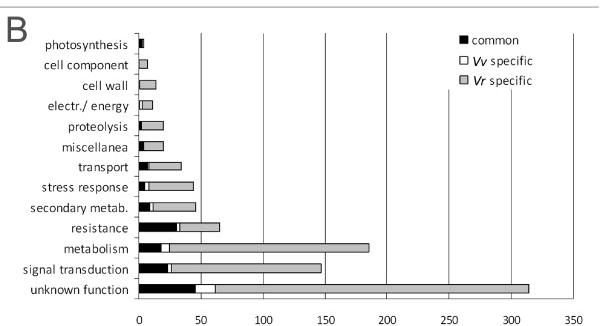 B
photosynthesis
cell component
cell wall
electr./ energy
proteolysis
miscellanea
transport
stress response
secondary metab.
resistance
metabolism
signal transduction
unknown function
common
Vv specific
Vr specific
0 50 100 150 200 250 300 350